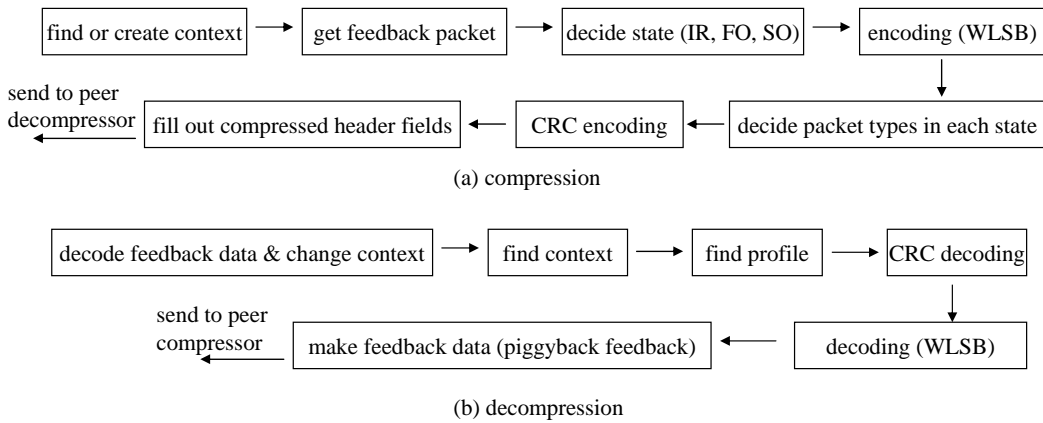 find or create context
get feedback packet
decide state (IR, FO, SO)
encoding (WLSB)
decide packet types in each state
CRC encoding
fill out compressed header fields
send to peer
decompressor
(a) compression
decode feedback data & change context
find context
find profile
CRC decoding
decoding (WLSB)
make feedback data (piggyback feedback)
send to peer
compressor
(b) decompression